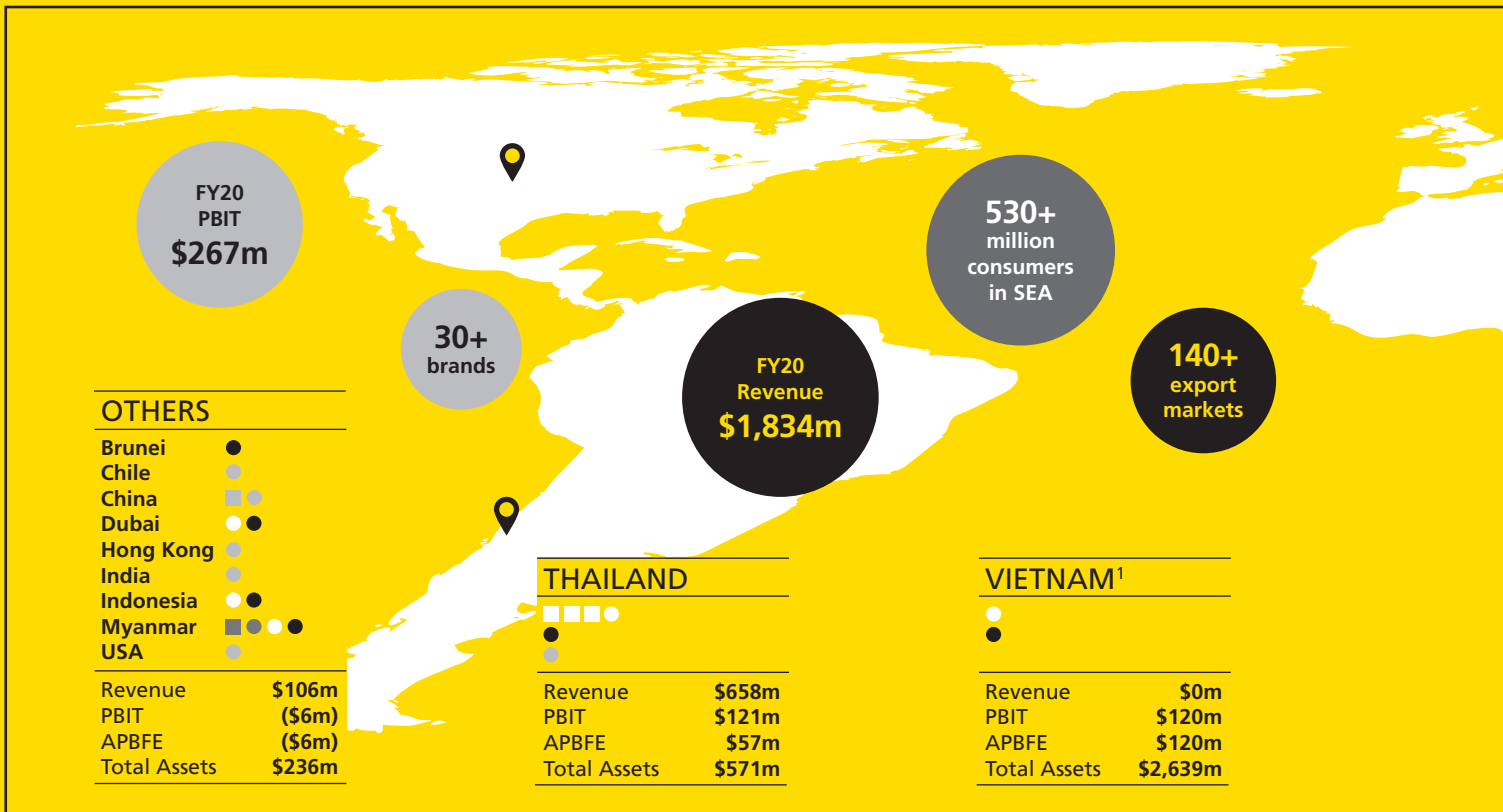 FY20
PBIT
$267m
30+
brands
FY20
Revenue
$1,834m
530+
million
consumers
in SEA
140+
export
markets
OTHERS
Brunei
Chile
China
Dubai
Hong Kong
India
Indonesia
Myanmar
USA
Revenue $106m
PBIT ($6m)
APBFE ($6m)
Total Assets $236m
THAILAND
Revenue $658m
PBIT $121m
APBFE $57m
Total Assets $571m
VIETNAM¹
Revenue $0m
PBIT $120m
APBFE $120m
Total Assets $2,639m